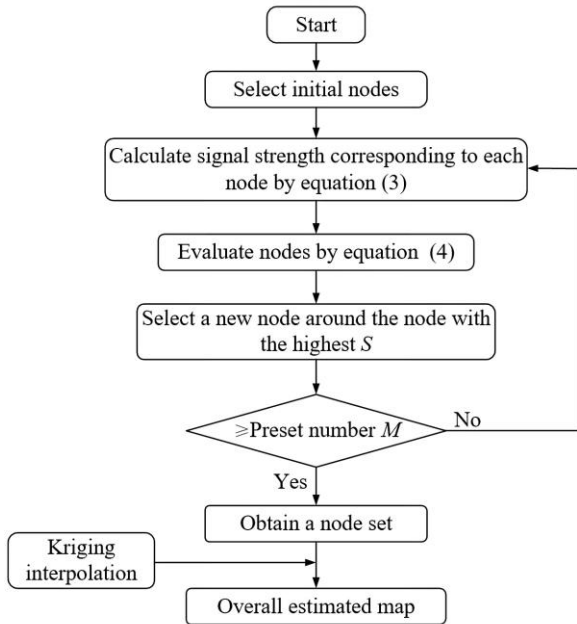 Start
Select initial nodes
Calculate signal strength corresponding to each
node by equation (3)
Evaluate nodes by equation (4)
Select a new node around the node with
the highest S
≥Preset number M
No
Yes
Obtain a node set
Kriging
interpolation
Overall estimated map